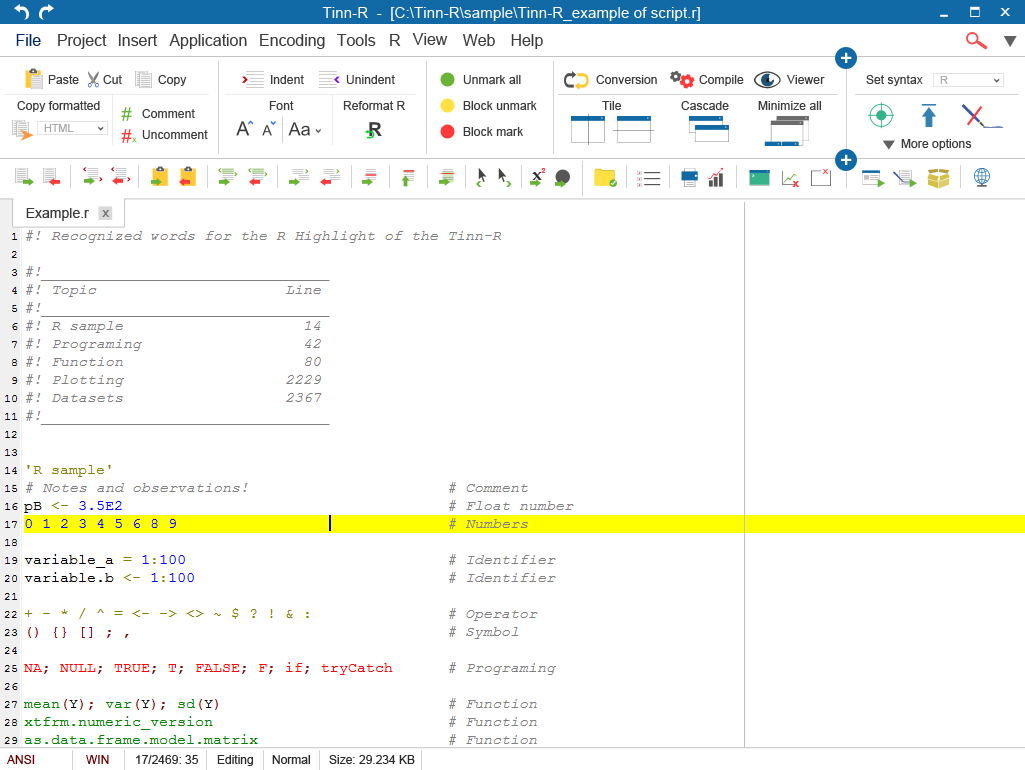 Tinn-R - [C:\Tinn-R\sample\Tinn-R_example of script.r]
File Project Insert Application Encoding Tools R View Web Help
Paste Cut Copy Indent Unindent Unmark all Conversion Compile Viewer Set syntax R
Copy formatted # Comment Font Reformat R Block unmark Tile Cascade Minimize all
HTML # Uncomment A A Aa R Block mark More options
Example.r x
1 #! Recognized words for the R Highlight of the Tinn-R
2
3 #!________________________________
4 #! Topic Line
5 #!________________________________
6 #! R sample 14
7 #! Programing 42
8 #! Function 80
9 #! Plotting 2229
10 #! Datasets 2367
11 #!________________________________
12
13
14 'R sample'
15 # Notes and observations! # Comment
16 pB <- 3.5E2 # Float number
17 0 1 2 3 4 5 6 8 9 # Numbers
18
19 variable_a = 1:100 # Identifier
20 variable.b <- 1:100 # Identifier
21
22 + - * / ^ = <- -> <> ~ $ ? ! & : # Operator
23 () {} [] ; , # Symbol
24
25 NA; NULL; TRUE; T; FALSE; F; if; tryCatch # Programing
26
27 mean(Y); var(Y); sd(Y) # Function
28 xtfrm.numeric_version # Function
29 as.data.frame.model.matrix # Function
ANSI WIN 17/2469: 35 Editing Normal Size: 29.234 KB